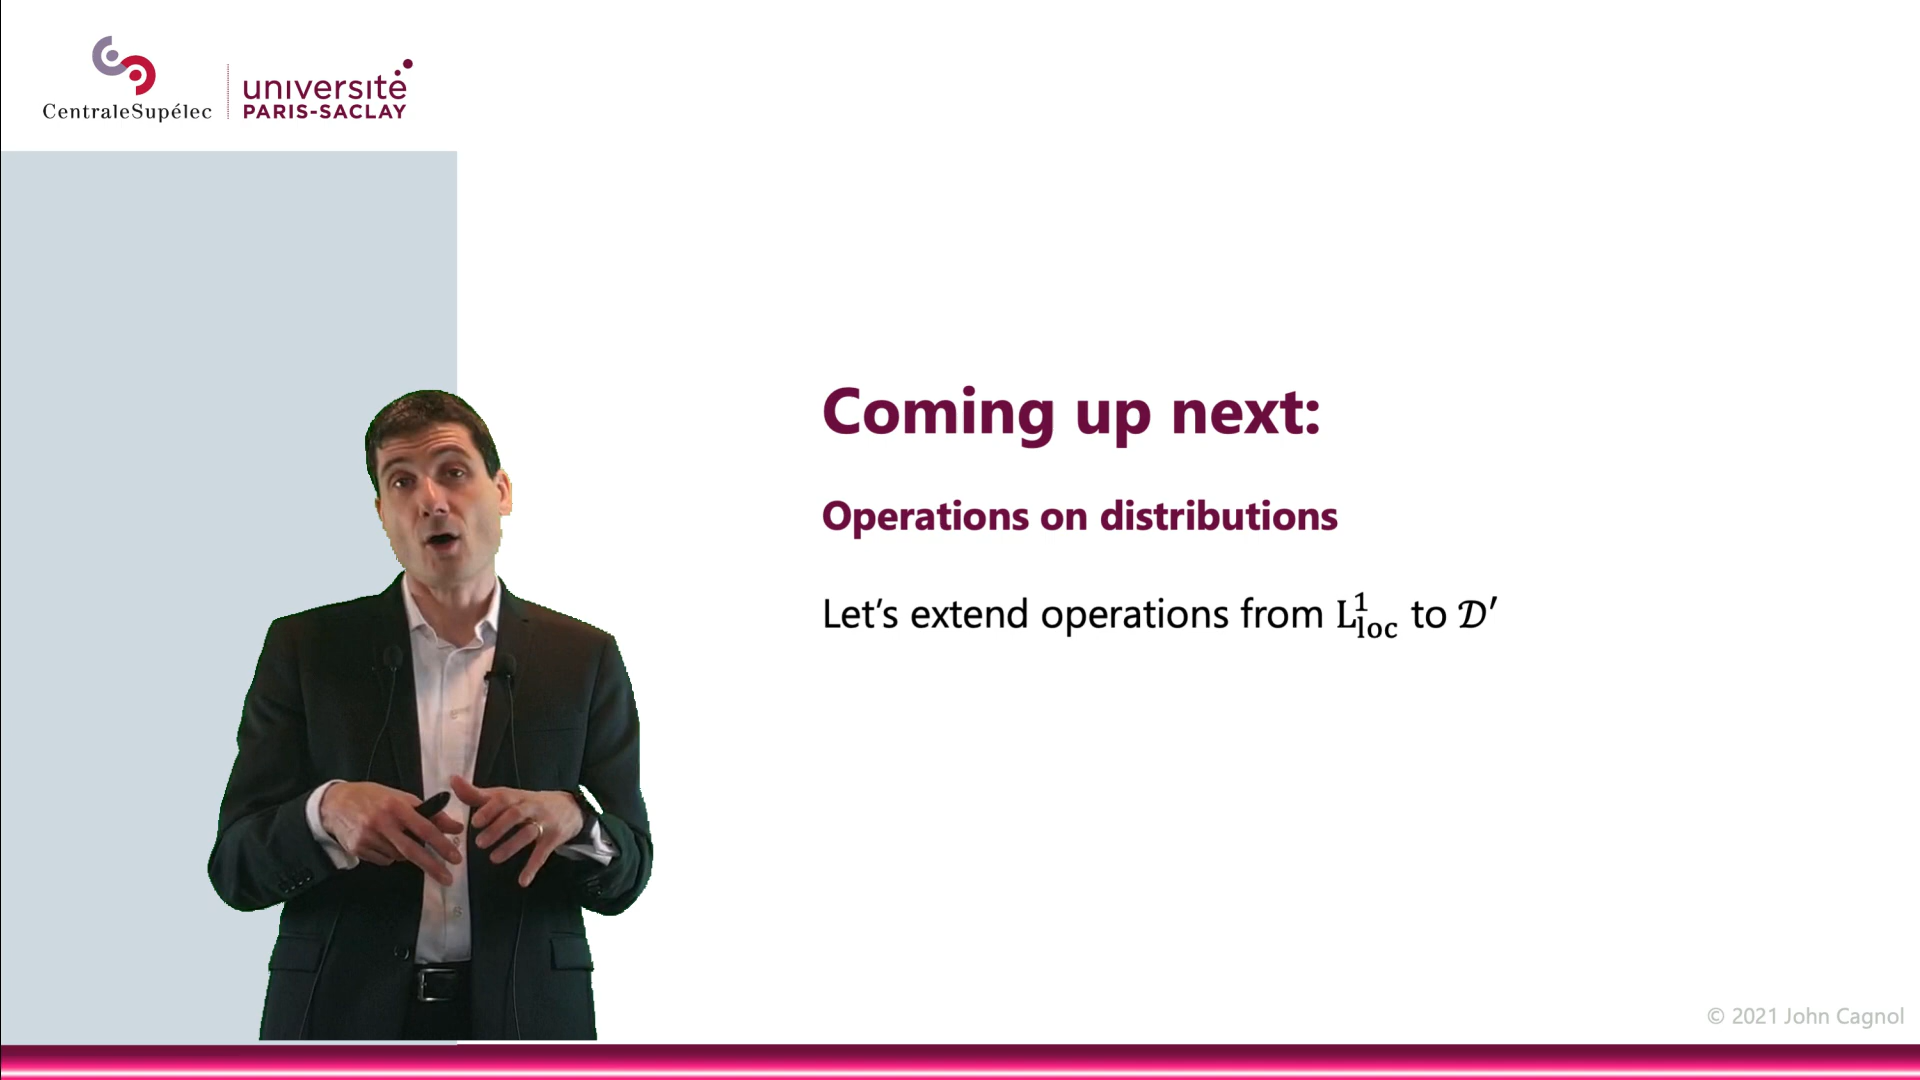 CentraleSupélec
université
PARIS-SACLAY
Coming up next:
Operations on distributions
Let’s extend operations from L¹loc to 𝒟′
© 2021 John Cagnol